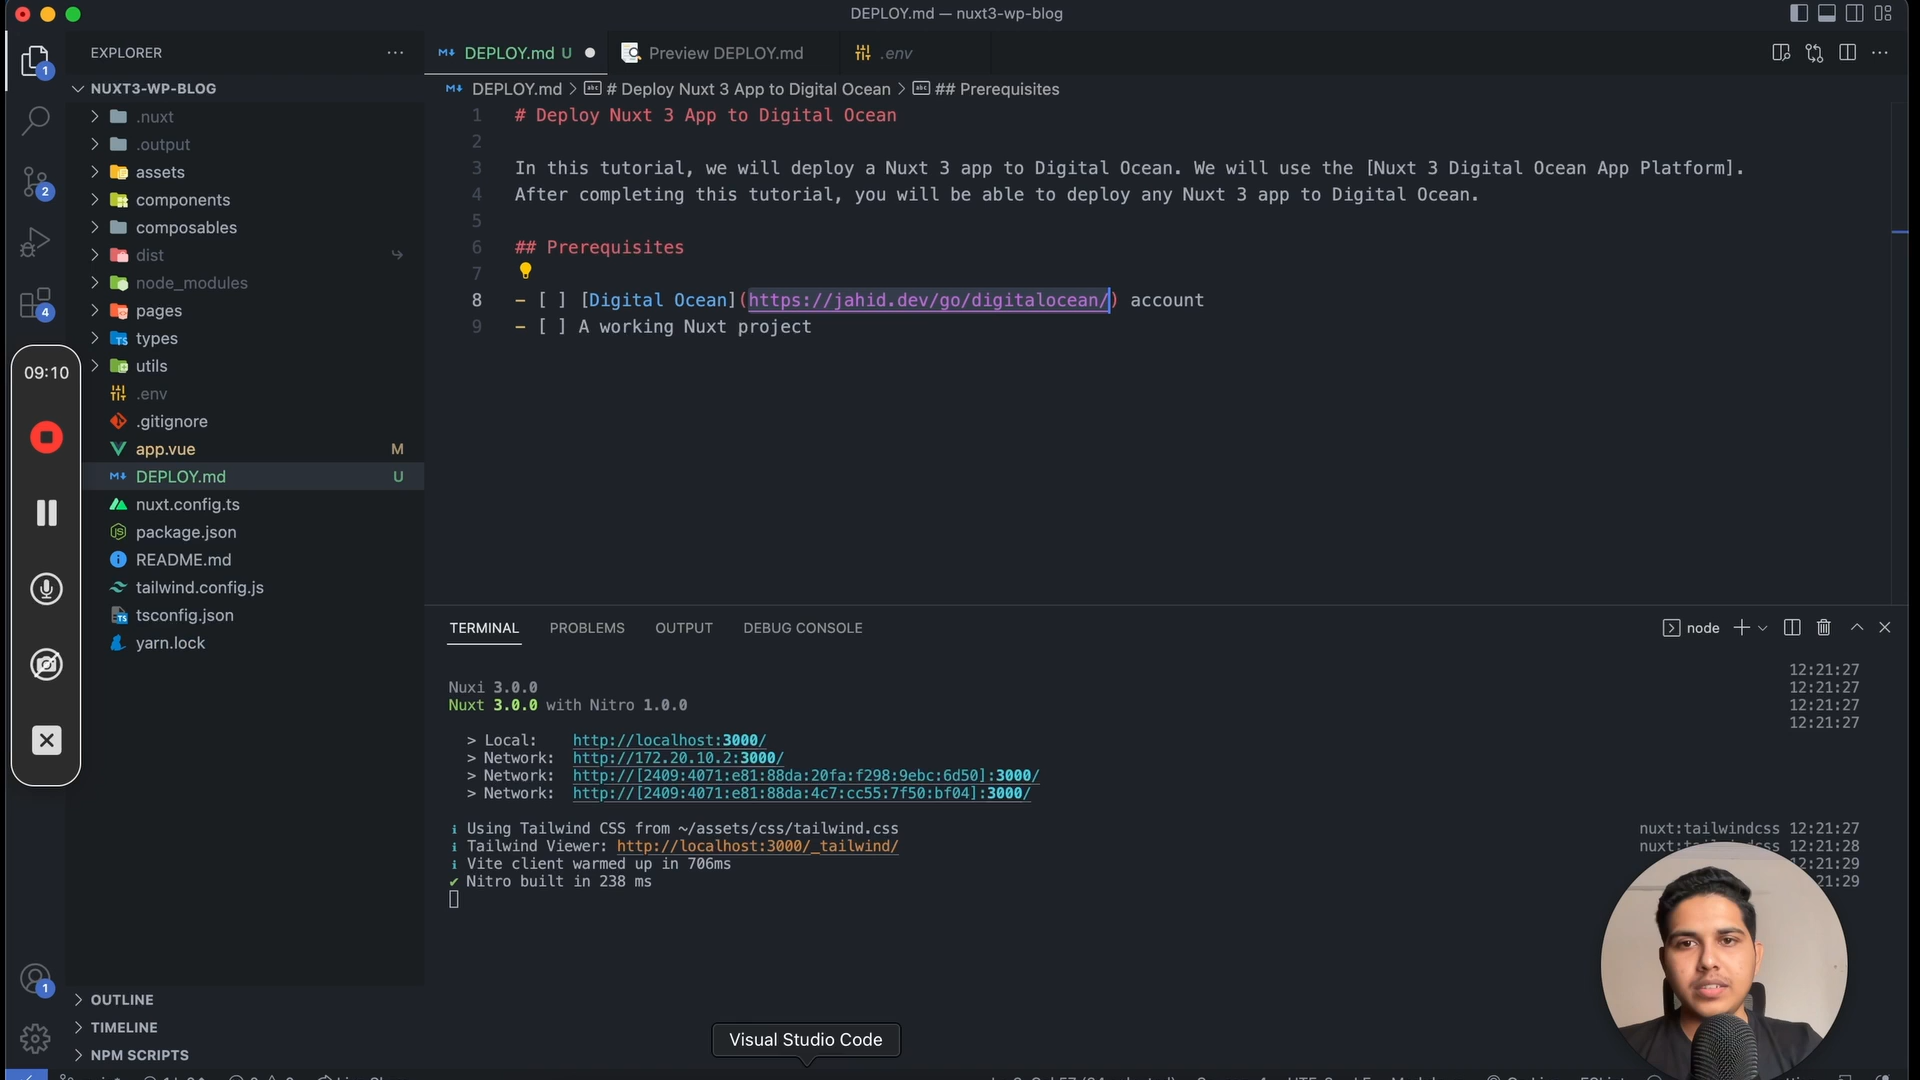 DEPLOY.md — nuxt3-wp-blog
EXPLORER
DEPLOY.md U
Preview DEPLOY.md
.env
1
NUXT3-WP-BLOG
DEPLOY.md > # Deploy Nuxt 3 App to Digital Ocean > ## Prerequisites
.nuxt
.output
assets
components
composables
dist
node_modules
pages
types
utils
.env
.gitignore
app.vue M
DEPLOY.md U
nuxt.config.ts
package.json
README.md
tailwind.config.js
tsconfig.json
yarn.lock
2
4
09:10
1 # Deploy Nuxt 3 App to Digital Ocean
2
3 In this tutorial, we will deploy a Nuxt 3 app to Digital Ocean. We will use the [Nuxt 3 Digital Ocean App Platform].
4 After completing this tutorial, you will be able to deploy any Nuxt 3 app to Digital Ocean.
5
6 ## Prerequisites
7
8 - [ ] [Digital Ocean](https://jahid.dev/go/digitalocean/) account
9 - [ ] A working Nuxt project
TERMINAL PROBLEMS OUTPUT DEBUG CONSOLE
node
12:21:27
Nuxi 3.0.0 12:21:27
Nuxt 3.0.0 with Nitro 1.0.0 12:21:27
12:21:27
> Local: http://localhost:3000/
> Network: http://172.20.10.2:3000/
> Network: http://[2409:4071:e81:88da:20fa:f298:9ebc:6d50]:3000/
> Network: http://[2409:4071:e81:88da:4c7:cc55:7f50:bf04]:3000/
i Using Tailwind CSS from ~/assets/css/tailwind.css nuxt:tailwindcss 12:21:27
i Tailwind Viewer: http://localhost:3000/_tailwind/ 12:21:28
i Vite client warmed up in 706ms 21:29
✔ Nitro built in 238 ms 21:29
1
OUTLINE
TIMELINE
NPM SCRIPTS
Visual Studio Code